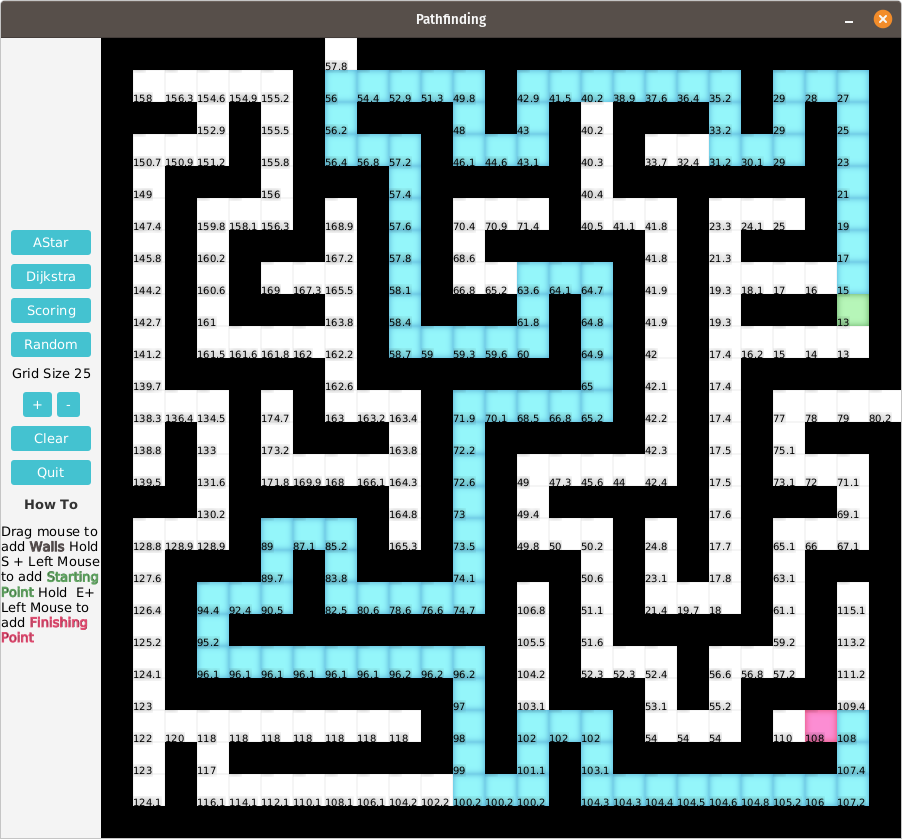 Pathfinding
AStar
Dijkstra
Scoring
Random
Grid Size 25
+ -
Clear
Quit
How To
Drag mouse to
add Walls Hold
S + Left Mouse
to add Starting
Point Hold E+
Left Mouse to
add Finishing
Point
57.8
158 156.3 154.6 154.9 155.2 56 54.4 52.9 51.3 49.8 42.9 41.5 40.2 38.9 37.6 36.4 35.2 29 28 27
152.9 155.5 56.2 48 43 40.2 33.2 29 25
150.7 150.9 151.2 155.8 56.4 56.8 57.2 46.1 44.6 43.1 40.3 33.7 32.4 31.2 30.1 29 23
149 156 57.4 40.4 21
147.4 159.8 158.1 156.3 168.9 57.6 70.4 70.9 71.4 40.5 41.1 41.8 23.3 24.1 25 19
145.8 160.2 167.2 57.8 68.6 41.8 21.3 17
144.2 160.6 169 167.3 165.5 58.1 66.8 65.2 63.6 64.1 64.7 41.9 19.3 18.1 17 16 15
142.7 161 163.8 58.4 61.8 64.8 41.9 19.3 13
141.2 161.5 161.6 161.8 162 162.2 58.7 59 59.3 59.6 60 64.9 42 17.4 16.2 15 14 13
139.7 162.6 65 42.1 17.4
138.3 136.4 134.5 174.7 163 163.2 163.4 71.9 70.1 68.5 66.8 65.2 42.2 17.4 77 78 79 80.2
138.8 133 173.2 163.8 72.2 42.3 17.5 75.1
139.5 131.6 171.8 169.9 168 166.1 164.3 72.6 49 47.3 45.6 44 42.4 17.5 73.1 72 71.1
130.2 164.8 73 49.4 17.6 69.1
128.8 128.9 128.9 89 87.1 85.2 165.3 73.5 49.8 50 50.2 24.8 17.7 65.1 66 67.1
127.6 89.7 83.8 74.1 50.6 23.1 17.8 63.1
126.4 94.4 92.4 90.5 82.5 80.6 78.6 76.6 74.7 106.8 51.1 21.4 19.7 18 61.1 115.1
125.2 95.2 105.5 51.6 59.2 113.2
124.1 96.1 96.1 96.1 96.1 96.1 96.1 96.2 96.2 96.2 104.2 52.3 52.3 52.4 56.6 56.8 57.2 111.2
123 97 103.1 53.1 55.2 109.4
122 120 118 118 118 118 118 118 118 98 102 102 102 54 54 54 110 108 108
123 117 99 101.1 103.1 107.4
124.1 116.1 114.1 112.1 110.1 108.1 106.1 104.2 102.2 100.2 100.2 100.2 104.3 104.3 104.4 104.5 104.6 104.8 105.2 106 107.2